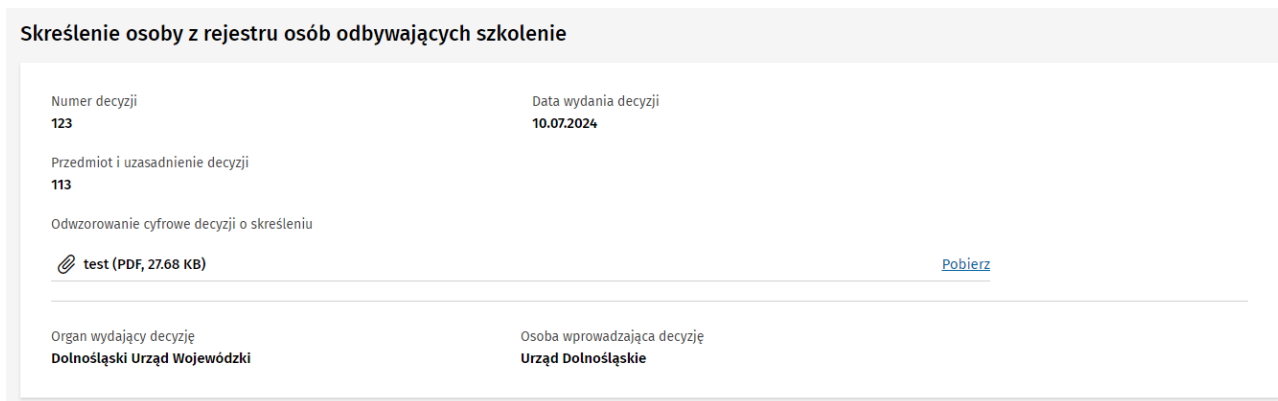 Skreślenie osoby z rejestru osób odbywających szkolenie
Numer decyzji
123
Data wydania decyzji
10.07.2024
Przedmiot i uzasadnienie decyzji
113
Odwzorowanie cyfrowe decyzji o skreśleniu
test (PDF, 27.68 KB)
Pobierz
Organ wydający decyzję
Dolnośląski Urząd Wojewódzki
Osoba wprowadzająca decyzję
Urząd Dolnośląskie